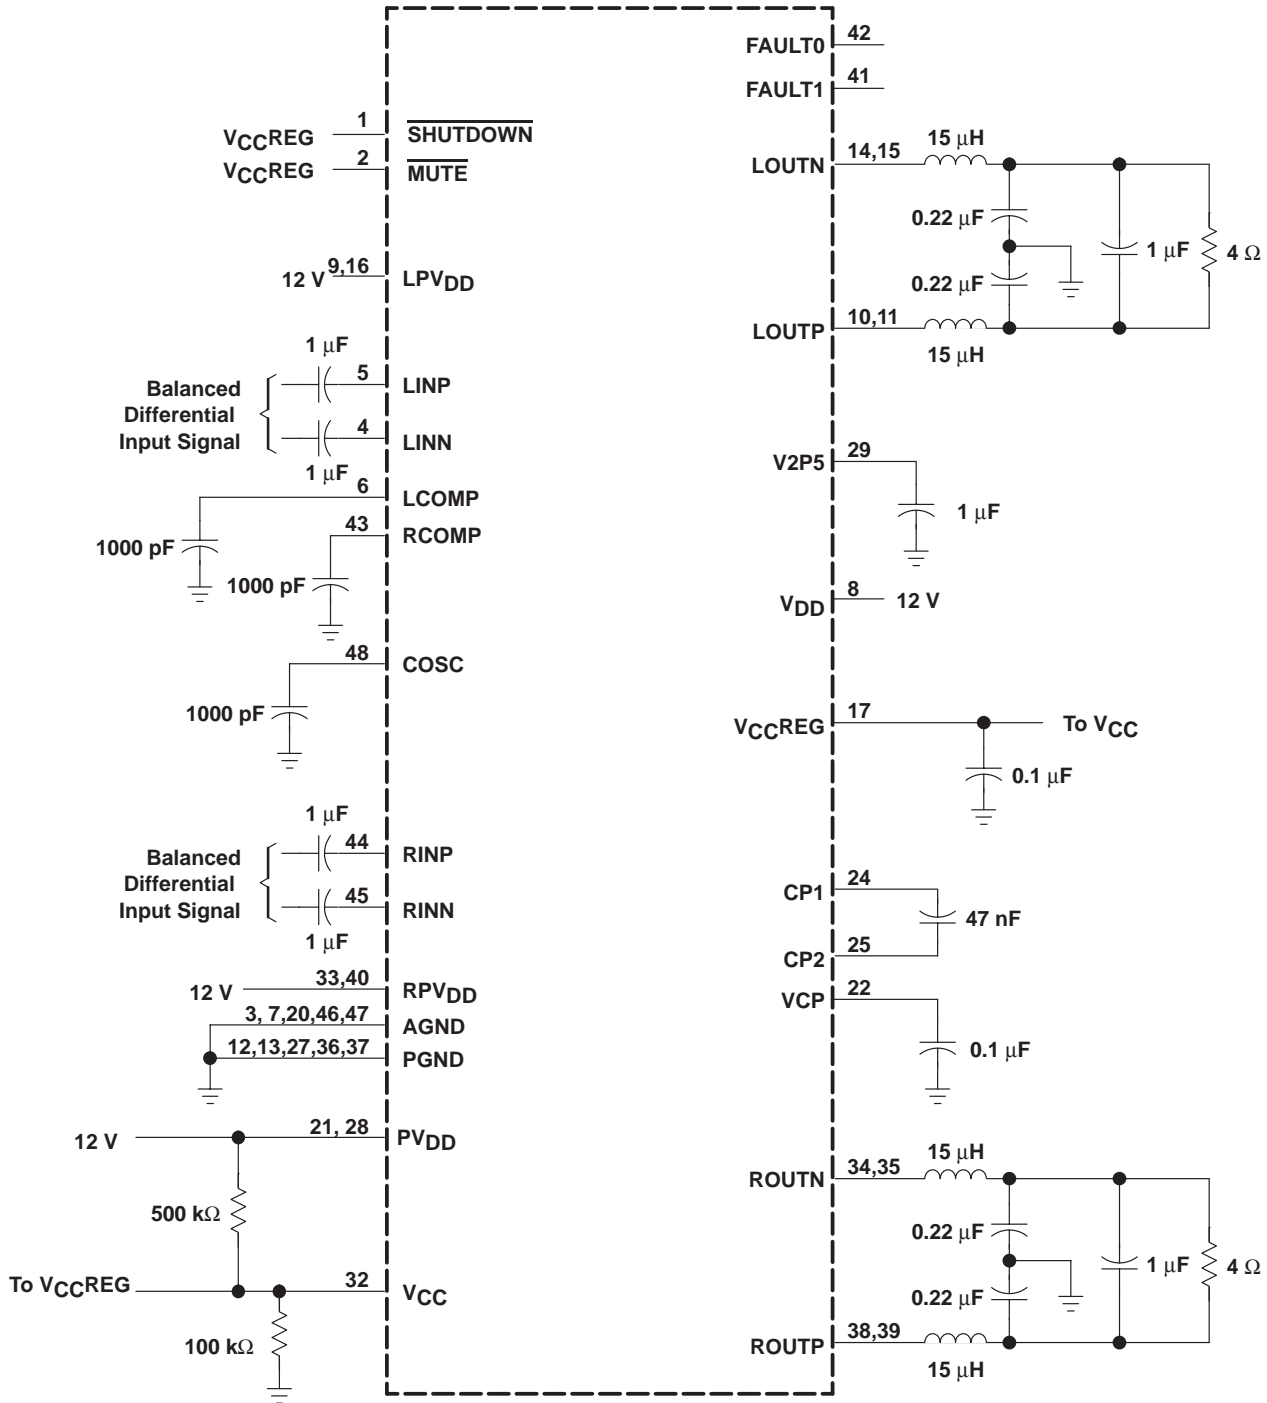 FAULT0 42
FAULT1 41
VCCREG 1 SHUTDOWN
VCCREG 2 MUTE
LOUTN 14,15 15 μH
0.22 μF
0.22 μF
1 μF 4 Ω
LOUTP 10,11
15 μH
12 V 9,16 LPVDD
1 μF
Balanced
Differential
Input Signal
5 LINP
4 LINN
1 μF
6 LCOMP
1000 pF
43 RCOMP
1000 pF
V2P5 29
1 μF
VDD 8 12 V
48 COSC
1000 pF
VCCREG 17 To VCC
0.1 μF
1 μF
Balanced
Differential
Input Signal
44 RINP
45 RINN
1 μF
CP1 24
47 nF
CP2 25
VCP 22
0.1 μF
12 V 33,40 RPVDD
3, 7,20,46,47 AGND
12,13,27,36,37 PGND
12 V 21, 28 PVDD
500 kΩ
To VCCREG 32 VCC
100 kΩ
ROUTN 34,35 15 μH
0.22 μF
0.22 μF
1 μF 4 Ω
ROUTP 38,39
15 μH